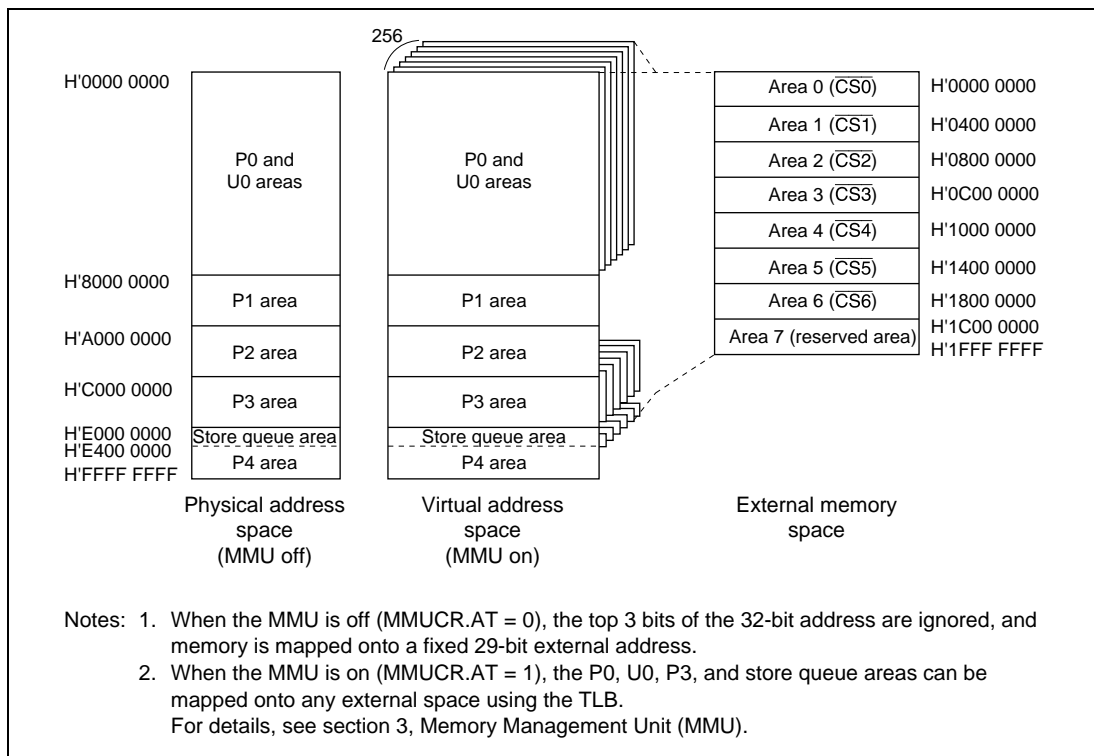 256
H'0000 0000
P0 and
U0 areas
H'8000 0000
P1 area
H'A000 0000
P2 area
H'C000 0000
P3 area
H'E000 0000
Store queue area
H'E400 0000
P4 area
H'FFFF FFFF
Physical address
space
(MMU off)
P0 and
U0 areas
P1 area
P2 area
P3 area
Store queue area
P4 area
Virtual address
space
(MMU on)
Area 0 (CS0) H'0000 0000
Area 1 (CS1) H'0400 0000
Area 2 (CS2) H'0800 0000
Area 3 (CS3) H'0C00 0000
Area 4 (CS4) H'1000 0000
Area 5 (CS5) H'1400 0000
Area 6 (CS6) H'1800 0000
Area 7 (reserved area) H'1C00 0000
H'1FFF FFFF
External memory
space
Notes: 1. When the MMU is off (MMUCR.AT = 0), the top 3 bits of the 32-bit address are ignored, and
memory is mapped onto a fixed 29-bit external address.
2. When the MMU is on (MMUCR.AT = 1), the P0, U0, P3, and store queue areas can be
mapped onto any external space using the TLB.
For details, see section 3, Memory Management Unit (MMU).